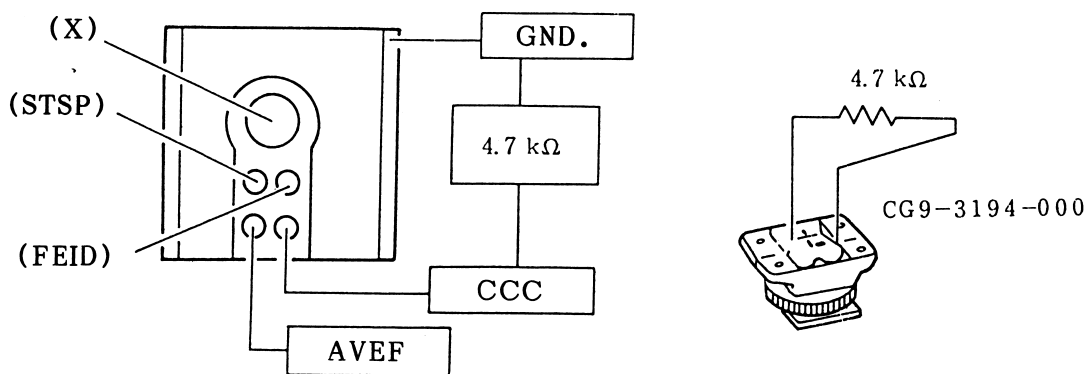 (X)
GND.
(STSP)
4.7 kΩ
4.7 kΩ
CG9-3194-000
(FEID)
CCC
AVEF